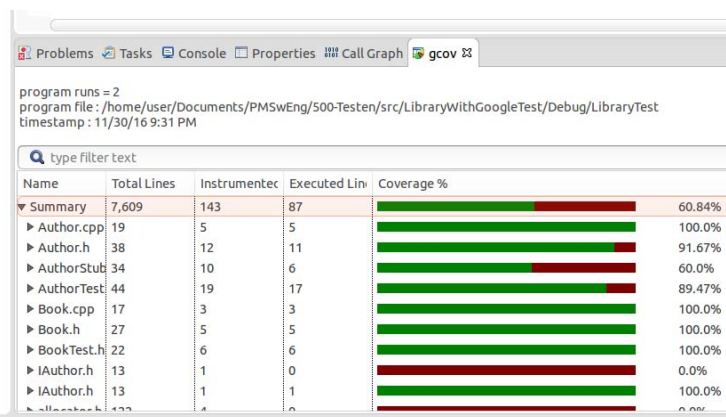 Problems Tasks Console Properties Call Graph gcov
program runs = 2
program file : /home/user/Documents/PMSwEng/500-Testen/src/LibraryWithGoogleTest/Debug/LibraryTest
timestamp : 11/30/16 9:31 PM
type filter text
Name Total Lines Instrumented Executed Lin Coverage %
Summary 7,609 143 87 60.84%
Author.cpp 19 5 5 100.0%
Author.h 38 12 11 91.67%
AuthorStub 34 10 6 60.0%
AuthorTest. 44 19 17 89.47%
Book.cpp 17 3 3 100.0%
Book.h 27 5 5 100.0%
BookTest.h 22 6 6 100.0%
IAuthor.h 13 1 0 0.0%
IAuthor.h 13 1 1 100.0%